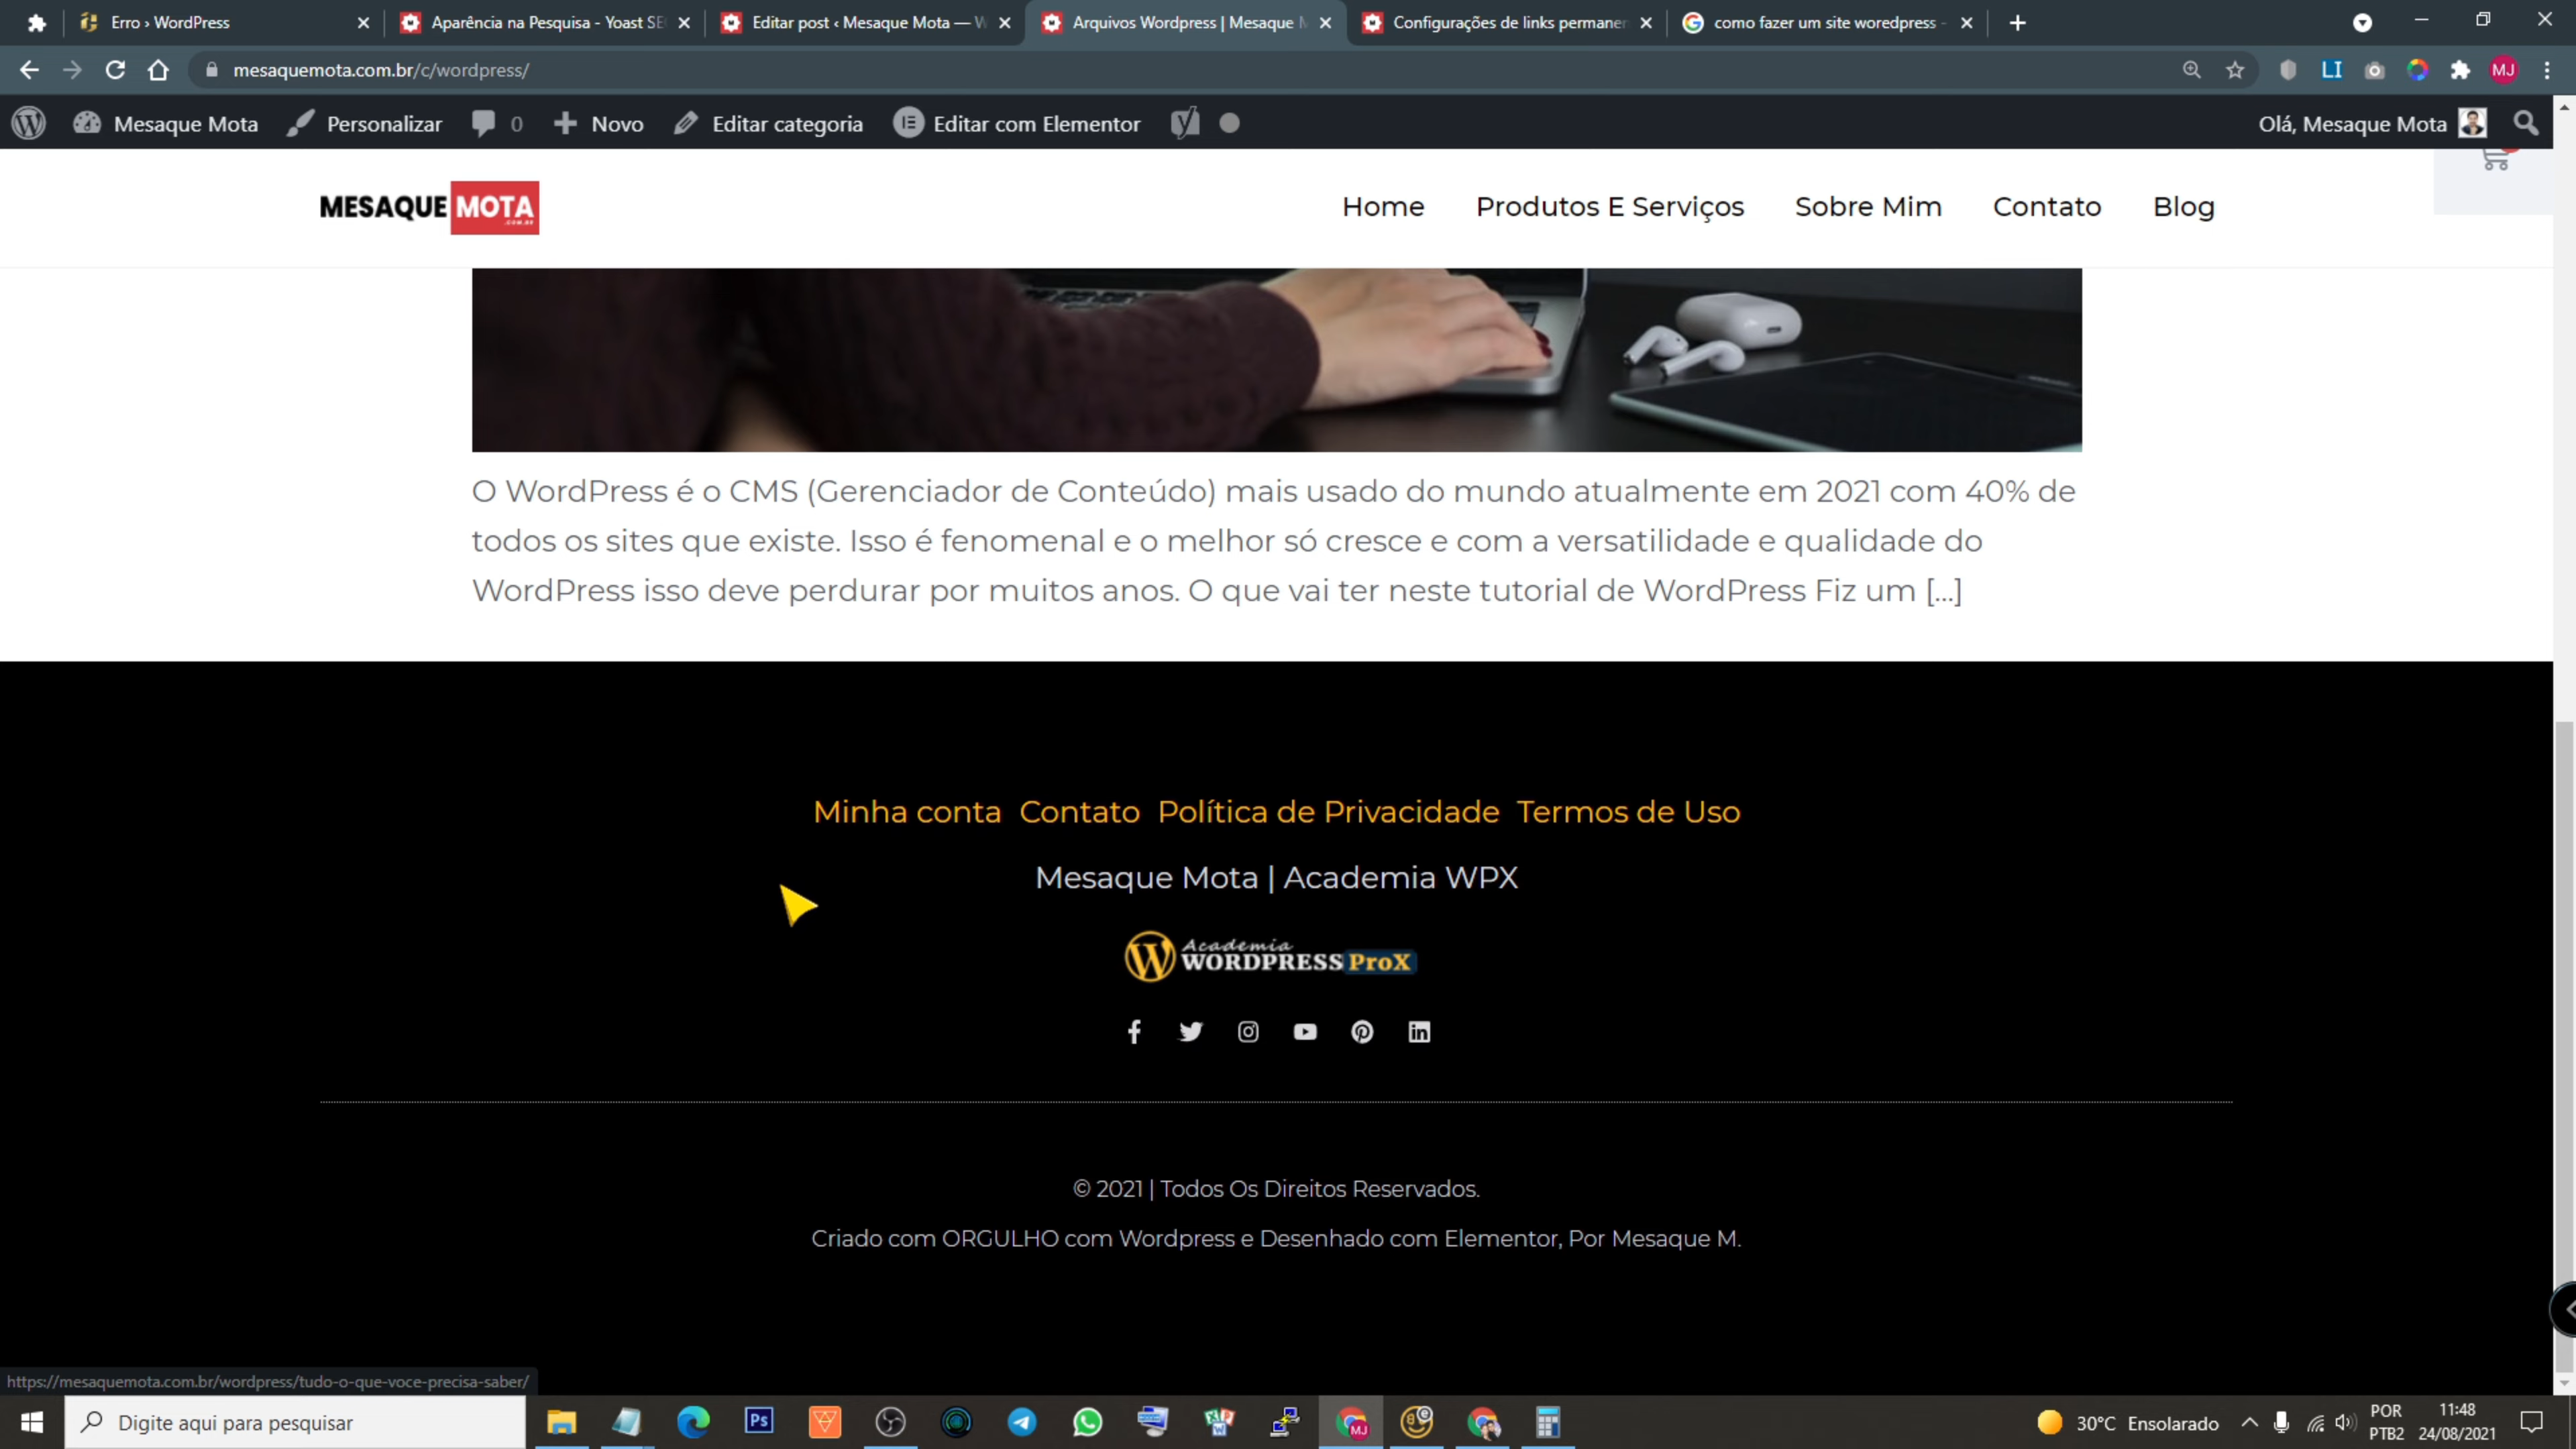 Erro › WordPress
Aparência na Pesquisa - Yoast SE
Editar post ‹ Mesaque Mota — W
Arquivos Wordpress | Mesaque M
Configurações de links permanen
como fazer um site woredpress -
mesaquemota.com.br/c/wordpress/
LI
MJ
Mesaque Mota
Personalizar
0
Novo
Editar categoria
Editar com Elementor
Olá, Mesaque Mota
MESAQUE MOTA
.COM.BR
Home
Produtos E Serviços
Sobre Mim
Contato
Blog
O WordPress é o CMS (Gerenciador de Conteúdo) mais usado do mundo atualmente em 2021 com 40% de
todos os sites que existe. Isso é fenomenal e o melhor só cresce e com a versatilidade e qualidade do
WordPress isso deve perdurar por muitos anos. O que vai ter neste tutorial de WordPress Fiz um [...]
Minha conta Contato Política de Privacidade Termos de Uso
Mesaque Mota | Academia WPX
Academia
WORDPRESS ProX
© 2021 | Todos Os Direitos Reservados.
Criado com ORGULHO com Wordpress e Desenhado com Elementor, Por Mesaque M.
https://mesaquemota.com.br/wordpress/tudo-o-que-voce-precisa-saber/
Digite aqui para pesquisar
Ps
MJ
30°C Ensolarado
POR
PTB2
11:48
24/08/2021